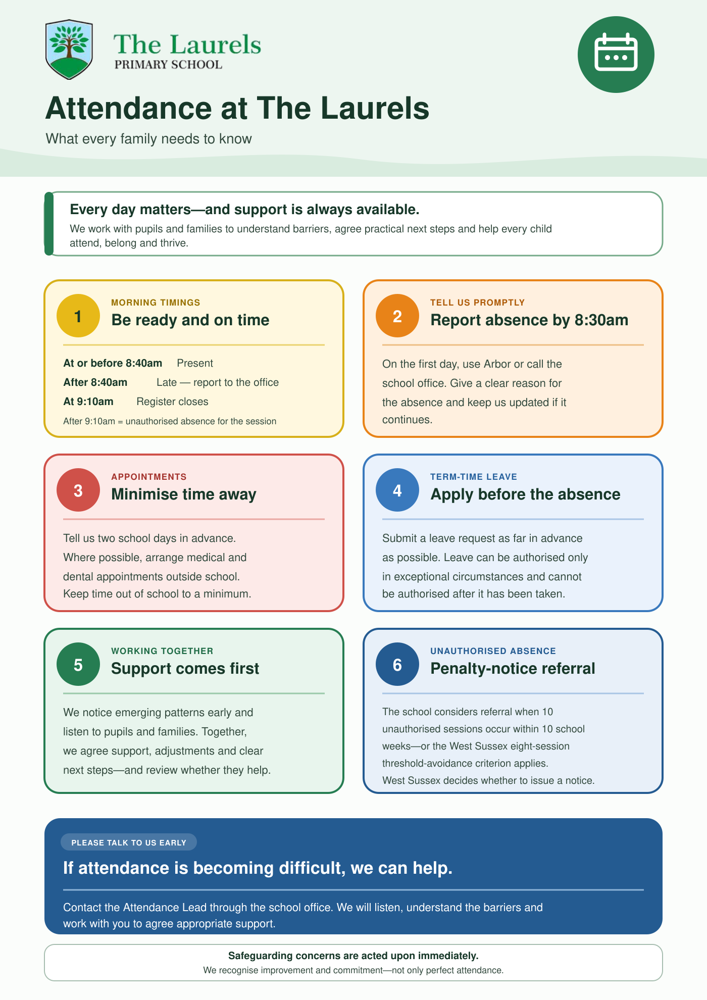 The Laurels
PRIMARY SCHOOL
Attendance at The Laurels
What every family needs to know
Every day matters—and support is always available.
We work with pupils and families to understand barriers, agree practical next steps and help every child
attend, belong and thrive.
1
MORNING TIMINGS
Be ready and on time
At or before 8:40am Present
After 8:40am Late — report to the office
At 9:10am Register closes
After 9:10am = unauthorised absence for the session
2
TELL US PROMPTLY
Report absence by 8:30am
On the first day, use Arbor or call the
school office. Give a clear reason for
the absence and keep us updated if it
continues.
3
APPOINTMENTS
Minimise time away
Tell us two school days in advance.
Where possible, arrange medical and
dental appointments outside school.
Keep time out of school to a minimum.
4
TERM-TIME LEAVE
Apply before the absence
Submit a leave request as far in advance
as possible. Leave can be authorised only
in exceptional circumstances and cannot
be authorised after it has been taken.
5
WORKING TOGETHER
Support comes first
We notice emerging patterns early and
listen to pupils and families. Together,
we agree support, adjustments and clear
next steps—and review whether they help.
6
UNAUTHORISED ABSENCE
Penalty-notice referral
The school considers referral when 10
unauthorised sessions occur within 10 school
weeks—or the West Sussex eight-session
threshold-avoidance criterion applies.
West Sussex decides whether to issue a notice.
PLEASE TALK TO US EARLY
If attendance is becoming difficult, we can help.
Contact the Attendance Lead through the school office. We will listen, understand the barriers and
work with you to agree appropriate support.
Safeguarding concerns are acted upon immediately.
We recognise improvement and commitment—not only perfect attendance.